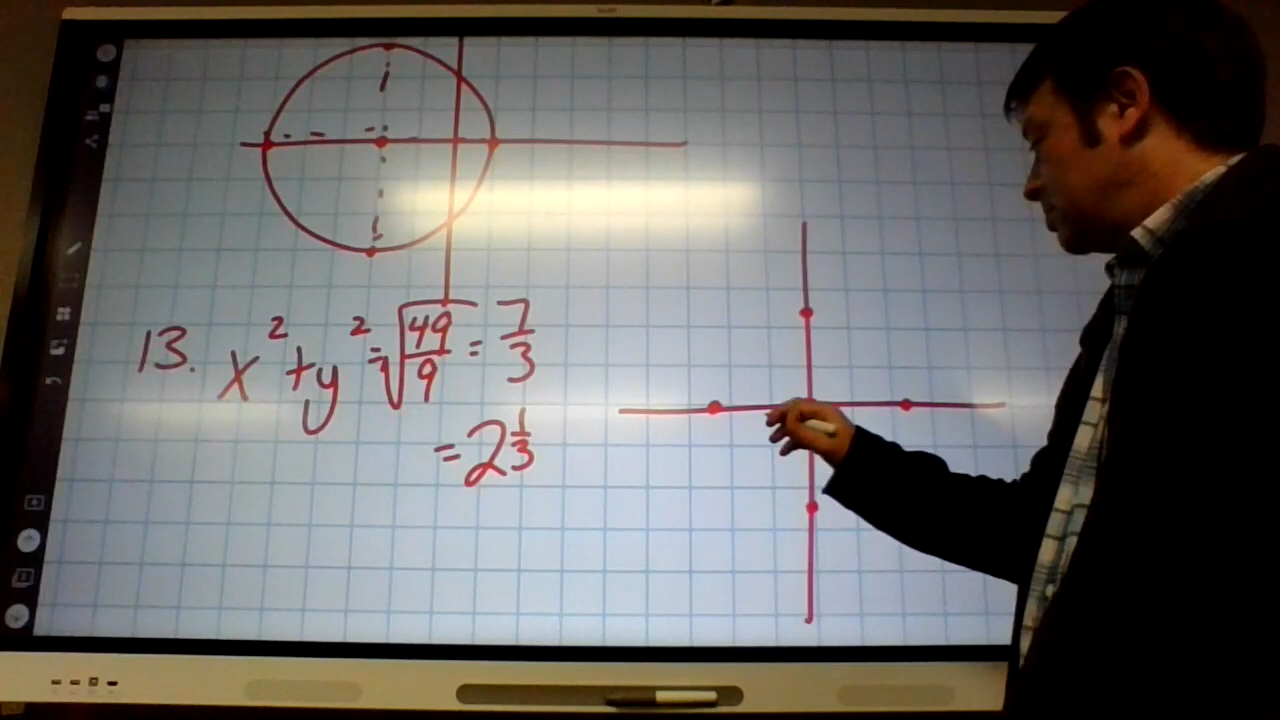 13. x² + y² = √49/9 = 7/3
= 2 1/3